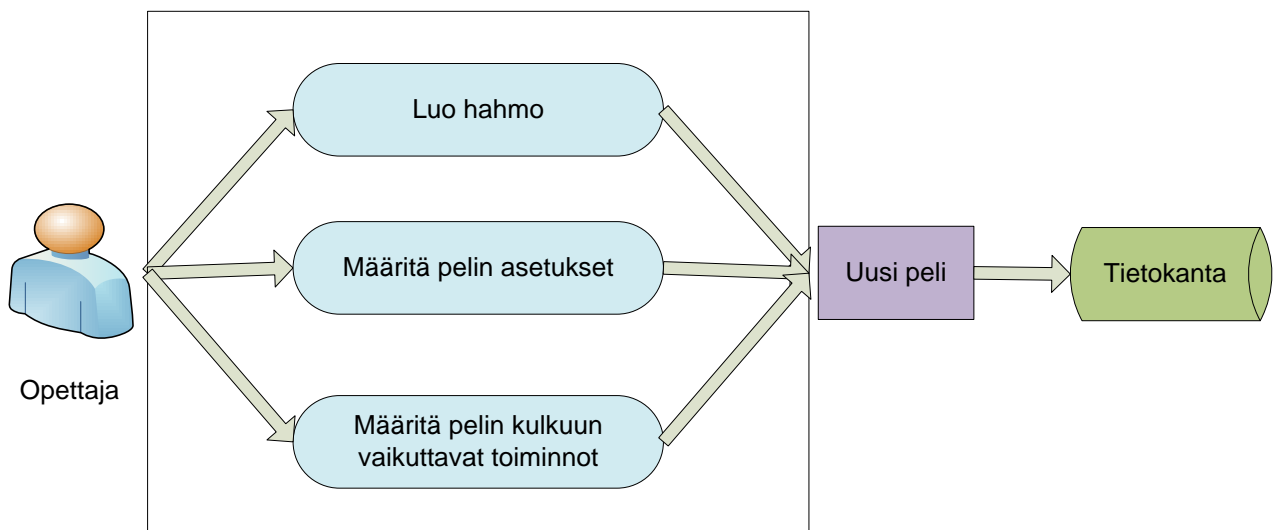 Luo hahmo
Määritä pelin asetukset
Uusi peli
Tietokanta
Opettaja
Määritä pelin kulkuun
vaikuttavat toiminnot